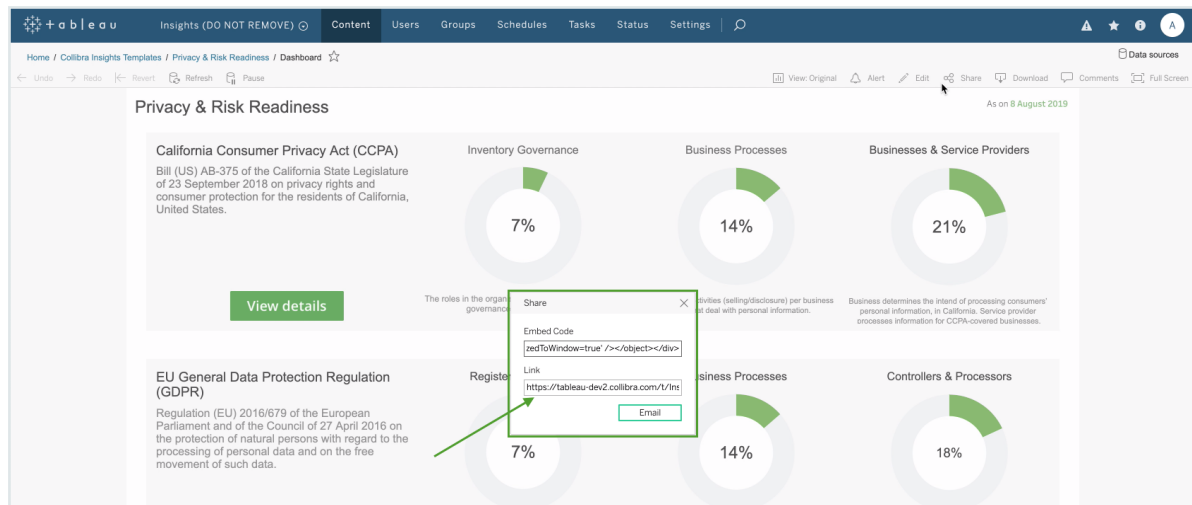 +ableau Insights (DO NOT REMOVE) Content Users Groups Schedules Tasks Status Settings A
Home / Collibra Insights Templates / Privacy & Risk Readiness / Dashboard Data sources
Undo Redo Revert Refresh Pause View: Original Alert Edit Share Download Comments Full Screen
Privacy & Risk Readiness As on 8 August 2019
California Consumer Privacy Act (CCPA)
Bill (US) AB-375 of the California State Legislature
of 23 September 2018 on privacy rights and
consumer protection for the residents of California,
United States.
View details
Inventory Governance
7%
The roles in the organ
governance
Business Processes
14%
tivities (selling/disclosure) per business
at deal with personal information.
Businesses & Service Providers
21%
Business determines the intend of processing consumers'
personal information, in California. Service provider
processes information for CCPA-covered businesses.
Share
Embed Code
zedToWindow=true' /></object></div>
Link
https://tableau-dev2.collibra.com/t/Ins
Email
EU General Data Protection Regulation
(GDPR)
Regulation (EU) 2016/679 of the European
Parliament and of the Council of 27 April 2016 on
the protection of natural persons with regard to the
processing of personal data and on the free
movement of such data.
Registe
7%
siness Processes
14%
Controllers & Processors
18%